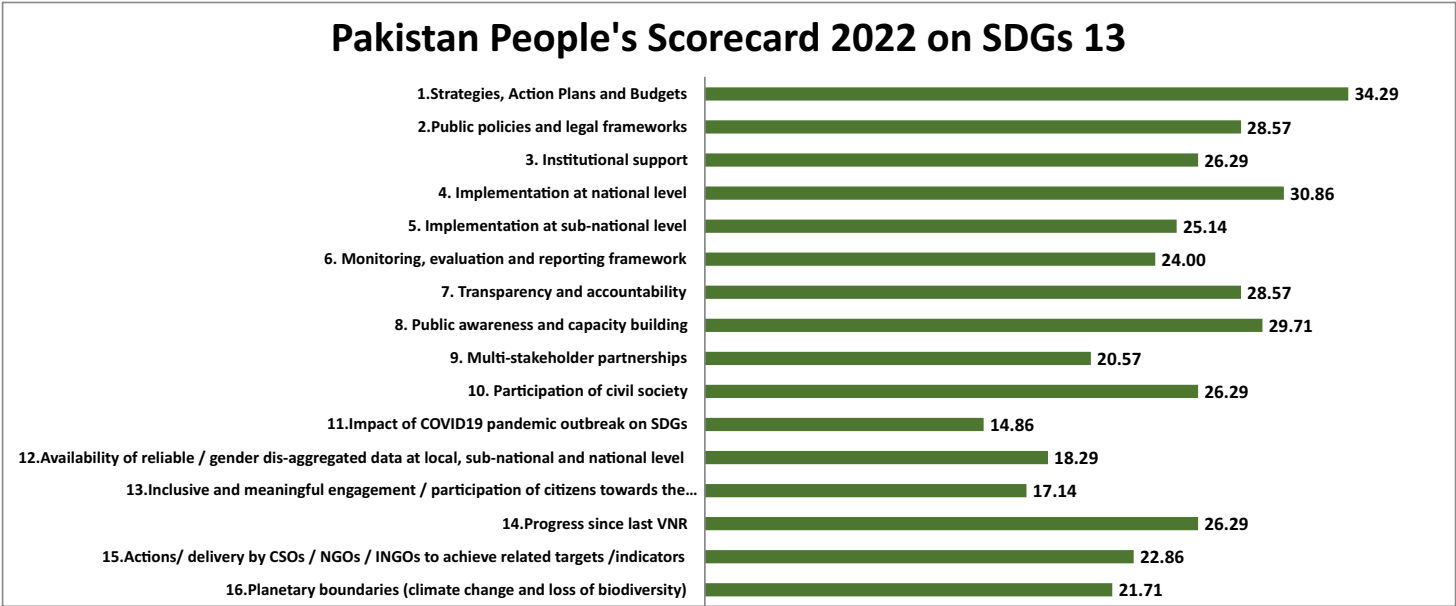 Pakistan People's Scorecard 2022 on SDGs 13
1.Strategies, Action Plans and Budgets 34.29
2.Public policies and legal frameworks 28.57
3. Institutional support 26.29
4. Implementation at national level 30.86
5. Implementation at sub-national level 25.14
6. Monitoring, evaluation and reporting framework 24.00
7. Transparency and accountability 28.57
8. Public awareness and capacity building 29.71
9. Multi-stakeholder partnerships 20.57
10. Participation of civil society 26.29
11.Impact of COVID19 pandemic outbreak on SDGs 14.86
12.Availability of reliable / gender dis-aggregated data at local, sub-national and national level 18.29
13.Inclusive and meaningful engagement / participation of citizens towards the... 17.14
14.Progress since last VNR 26.29
15.Actions/ delivery by CSOs / NGOs / INGOs to achieve related targets /indicators 22.86
16.Planetary boundaries (climate change and loss of biodiversity) 21.71